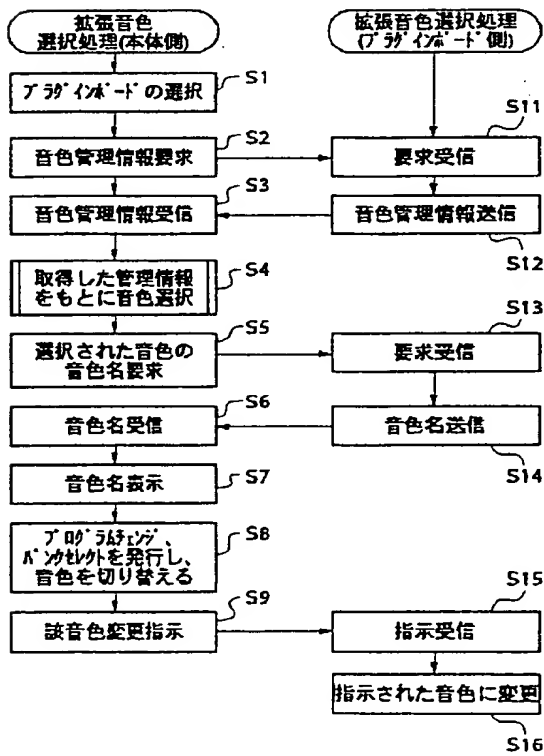 拡張音色
選択処理(本体側)
拡張音色選択処理
(プラグインボード側)
プラグインボードの選択
S1
音色管理情報要求
S2
要求受信
S11
音色管理情報受信
S3
音色管理情報送信
S12
取得した管理情報
をもとに音色選択
S4
選択された音色の
音色名要求
S5
要求受信
S13
音色名受信
S6
音色名送信
S14
音色名表示
S7
プログラムチェンジ、
バンクセレクトを発行し、
音色を切り替える
S8
該音色変更指示
S9
指示受信
S15
指示された音色に変更
S16